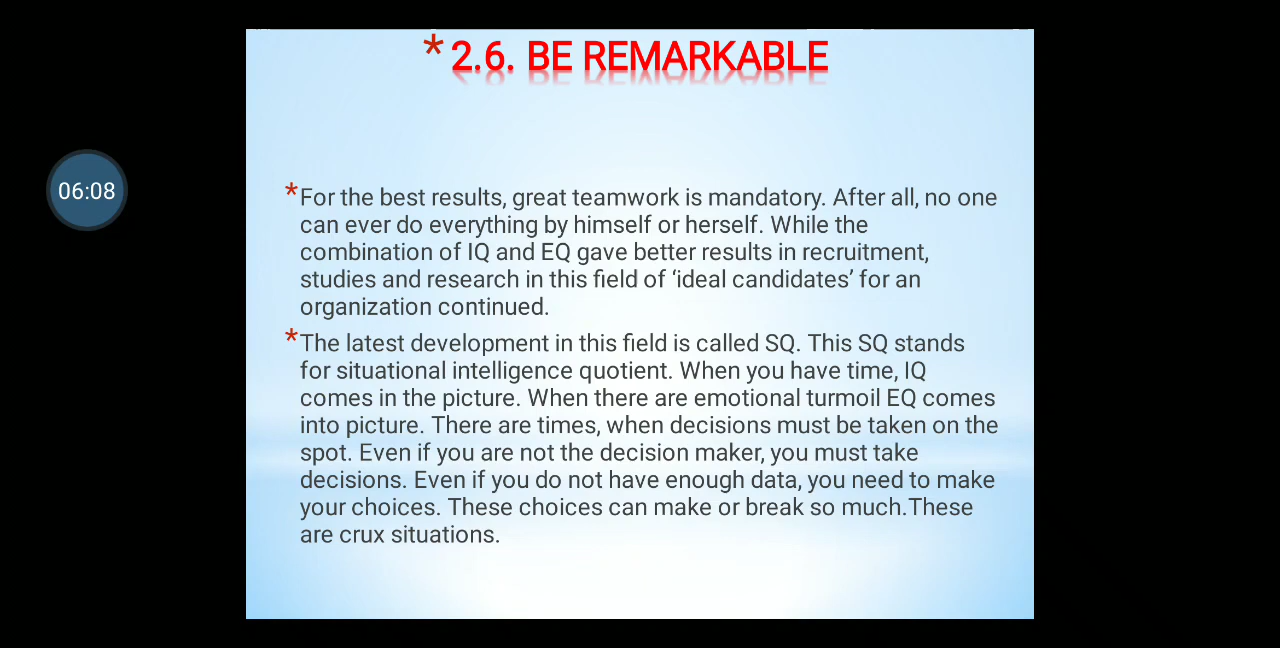 * 2.6. BE REMARKABLE
06:08
*For the best results, great teamwork is mandatory. After all, no one
can ever do everything by himself or herself. While the
combination of IQ and EQ gave better results in recruitment,
studies and research in this field of ‘ideal candidates’ for an
organization continued.
*The latest development in this field is called SQ. This SQ stands
for situational intelligence quotient. When you have time, IQ
comes in the picture. When there are emotional turmoil EQ comes
into picture. There are times, when decisions must be taken on the
spot. Even if you are not the decision maker, you must take
decisions. Even if you do not have enough data, you need to make
your choices. These choices can make or break so much.These
are crux situations.